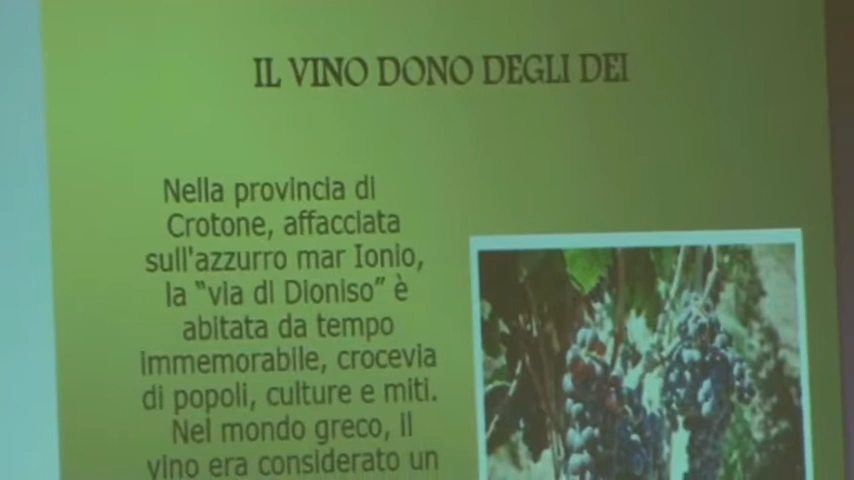 IL VINO DONO DEGLI DEI
Nella provincia di
Crotone, affacciata
sull'azzurro mar Ionio,
la “via di Dioniso” è
abitata da tempo
immemorabile, crocevia
di popoli, culture e miti.
Nel mondo greco, il
vino era considerato un